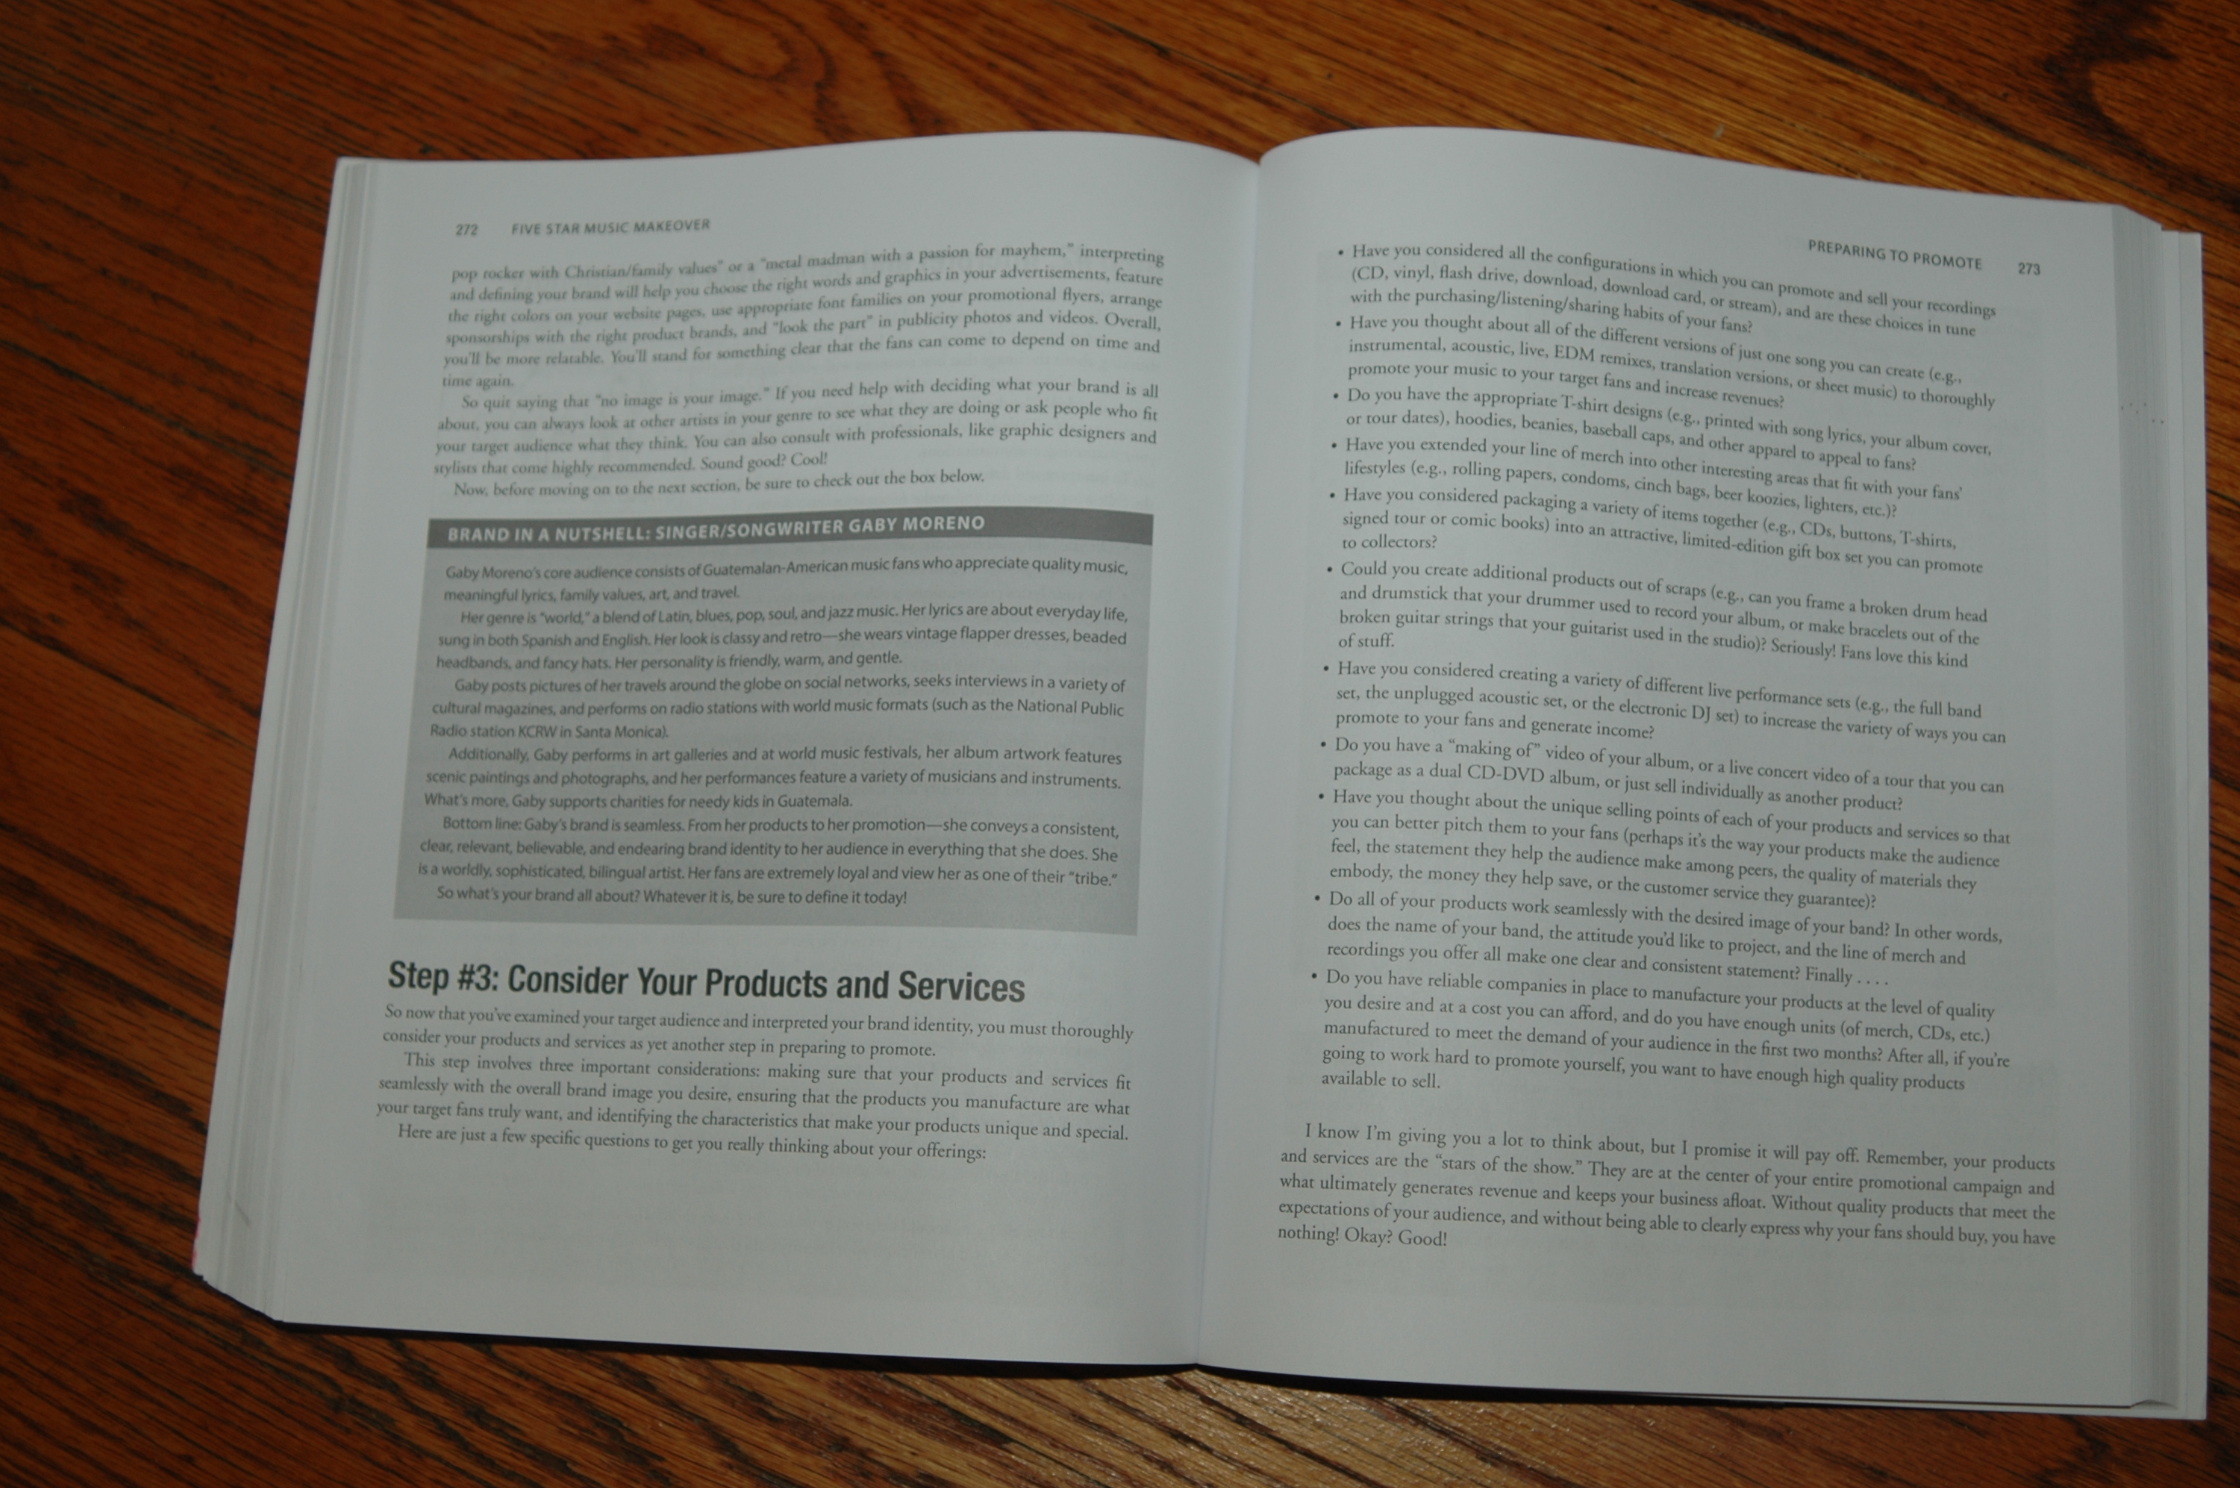 272 FIVE STAR MUSIC MAKEOVER
pop rocker with Christian/family values" or a "metal madman with a passion for mayhem," interpreting
and defining your brand will help you choose the right words and graphics in your advertisements, feature
the right colors on your website pages, use appropriate font families on your promotional flyers, arrange
sponsorships with the right product brands, and "look the part" in publicity photos and videos. Overall,
you'll be more relatable. You'll stand for something clear that the fans can come to depend on time and
time again.
So quit saying that "no image is your image." If you need help with deciding what your brand is all
about, you can always look at other artists in your genre to see what they are doing or ask people who fit
your target audience what they think. You can also consult with professionals, like graphic designers and
stylists that come highly recommended. Sound good? Cool!
Now, before moving on to the next section, be sure to check out the box below.
BRAND IN A NUTSHELL: SINGER/SONGWRITER GABY MORENO
Gaby Moreno's core audience consists of Guatemalan-American music fans who appreciate quality music,
meaningful lyrics, family values, art, and travel.
Her genre is "world," a blend of Latin, blues, pop, soul, and jazz music. Her lyrics are about everyday life,
sung in both Spanish and English. Her look is classy and retro—she wears vintage flapper dresses, beaded
headbands, and fancy hats. Her personality is friendly, warm, and gentle.
Gaby posts pictures of her travels around the globe on social networks, seeks interviews in a variety of
cultural magazines, and performs on radio stations with world music formats (such as the National Public
Radio station KCRW in Santa Monica).
Additionally, Gaby performs in art galleries and at world music festivals, her album artwork features
scenic paintings and photographs, and her performances feature a variety of musicians and instruments.
What's more, Gaby supports charities for needy kids in Guatemala.
Bottom line: Gaby's brand is seamless. From her products to her promotion—she conveys a consistent,
clear, relevant, believable, and endearing brand identity to her audience in everything that she does. She
is a worldly, sophisticated, bilingual artist. Her fans are extremely loyal and view her as one of their "tribe."
So what's your brand all about? Whatever it is, be sure to define it today!
Step #3: Consider Your Products and Services
So now that you've examined your target audience and interpreted your brand identity, you must thoroughly
consider your products and services as yet another step in preparing to promote.
This step involves three important considerations: making sure that your products and services fit
seamlessly with the overall brand image you desire, ensuring that the products you manufacture are what
your target fans truly want, and identifying the characteristics that make your products unique and special.
Here are just a few specific questions to get you really thinking about your offerings:
PREPARING TO PROMOTE 273
• Have you considered all the configurations in which you can promote and sell your recordings
(CD, vinyl, flash drive, download, download card, or stream), and are these choices in tune
with the purchasing/listening/sharing habits of your fans?
• Have you thought about all of the different versions of just one song you can create (e.g.,
instrumental, acoustic, live, EDM remixes, translation versions, or sheet music) to thoroughly
promote your music to your target fans and increase revenues?
• Do you have the appropriate T-shirt designs (e.g., printed with song lyrics, your album cover,
or tour dates), hoodies, beanies, baseball caps, and other apparel to appeal to fans?
• Have you extended your line of merch into other interesting areas that fit with your fans'
lifestyles (e.g., rolling papers, condoms, cinch bags, beer koozies, lighters, etc.)?
• Have you considered packaging a variety of items together (e.g., CDs, buttons, T-shirts,
signed tour or comic books) into an attractive, limited-edition gift box set you can promote
to collectors?
• Could you create additional products out of scraps (e.g., can you frame a broken drum head
and drumstick that your drummer used to record your album, or make bracelets out of the
broken guitar strings that your guitarist used in the studio)? Seriously! Fans love this kind
of stuff.
• Have you considered creating a variety of different live performance sets (e.g., the full band
set, the unplugged acoustic set, or the electronic DJ set) to increase the variety of ways you can
promote to your fans and generate income?
• Do you have a "making of" video of your album, or a live concert video of a tour that you can
package as a dual CD-DVD album, or just sell individually as another product?
• Have you thought about the unique selling points of each of your products and services so that
you can better pitch them to your fans (perhaps it's the way your products make the audience
feel, the statement they help the audience make among peers, the quality of materials they
embody, the money they help save, or the customer service they guarantee)?
• Do all of your products work seamlessly with the desired image of your band? In other words,
does the name of your band, the attitude you'd like to project, and the line of merch and
recordings you offer all make one clear and consistent statement? Finally . . . .
• Do you have reliable companies in place to manufacture your products at the level of quality
you desire and at a cost you can afford, and do you have enough units (of merch, CDs, etc.)
manufactured to meet the demand of your audience in the first two months? After all, if you're
going to work hard to promote yourself, you want to have enough high quality products
available to sell.
I know I'm giving you a lot to think about, but I promise it will pay off. Remember, your products
and services are the "stars of the show." They are at the center of your entire promotional campaign and
what ultimately generates revenue and keeps your business afloat. Without quality products that meet the
expectations of your audience, and without being able to clearly express why your fans should buy, you have
nothing! Okay? Good!